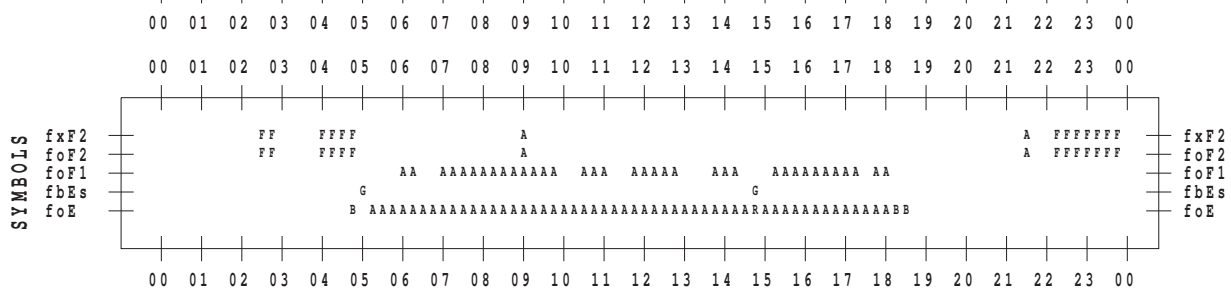 00 01 02 03 04 05 06 07 08 09 10 11 12 13 14 15 16 17 18 19 20 21 22 23 00
00 01 02 03 04 05 06 07 08 09 10 11 12 13 14 15 16 17 18 19 20 21 22 23 00
SYMBOLS
fxF2 FF FFFF A A FFFFFFF fxF2
foF2 FF FFFF A A FFFFFFF foF2
foF1 AA AAAAAAAAAAAA AAA AAAAA AAA AAAAAAAAA AA foF1
fbEs G G fbEs
foE B AAAAAAAAAAAAAAAAAAAAAAAAAAAAAAAAAAAAAARAAAAAAAAAAAAABB foE
00 01 02 03 04 05 06 07 08 09 10 11 12 13 14 15 16 17 18 19 20 21 22 23 00